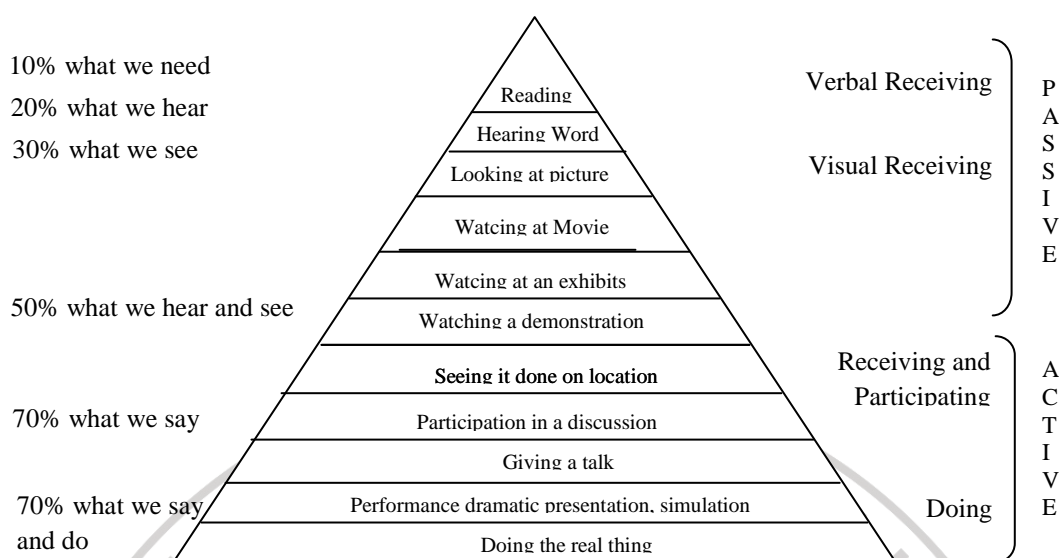 10% what we need
20% what we hear
30% what we see
50% what we hear and see
70% what we say
70% what we say
and do
Reading
Hearing Word
Looking at picture
Watcing at Movie
Watcing at an exhibits
Watching a demonstration
Seeing it done on location
Participation in a discussion
Giving a talk
Performance dramatic presentation, simulation
Doing the real thing
Verbal Receiving
Visual Receiving
Receiving and
Participating
Doing
PASSIVE
ACTIVE